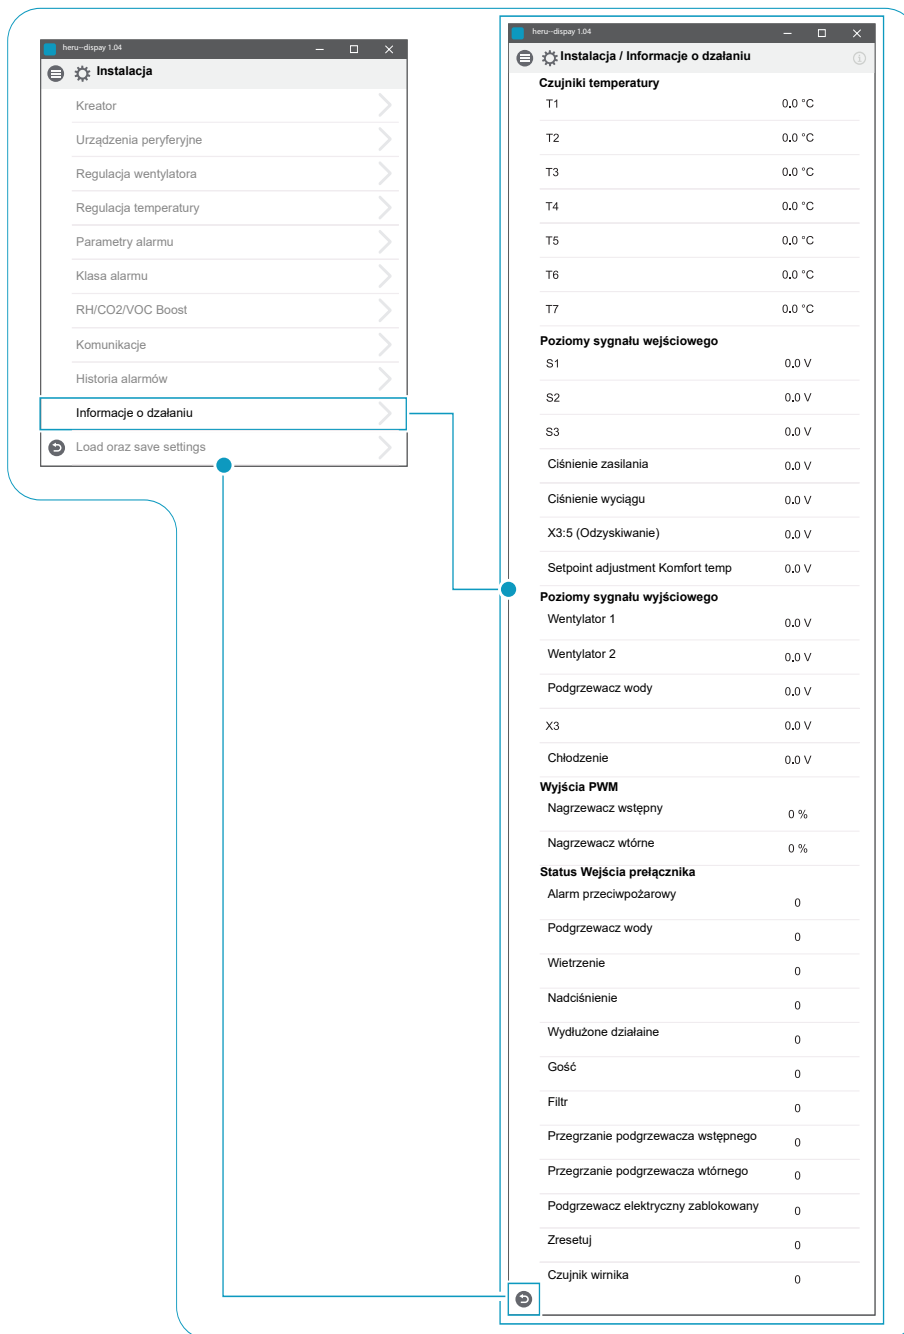 heru--dispay 1.04
Instalacja
Kreator
Urządzenia peryferyjne
Regulacja wentylatora
Regulacja temperatury
Parametry alarmu
Klasa alarmu
RH/CO2/VOC Boost
Komunikacje
Historia alarmów
Informacje o dzałaniu
Load oraz save settings
heru--dispay 1.04
Instalacja / Informacje o dzałaniu
Czujniki temperatury
T1 0.0 °C
T2 0.0 °C
T3 0.0 °C
T4 0.0 °C
T5 0.0 °C
T6 0.0 °C
T7 0.0 °C
Poziomy sygnału wejściowego
S1 0.0 V
S2 0.0 V
S3 0.0 V
Ciśnienie zasilania 0.0 V
Ciśnienie wyciągu 0.0 V
X3:5 (Odzyskiwanie) 0.0 V
Setpoint adjustment Komfort temp 0.0 V
Poziomy sygnału wyjściowego
Wentylator 1 0.0 V
Wentylator 2 0.0 V
Podgrzewacz wody 0.0 V
X3 0.0 V
Chłodzenie 0.0 V
Wyjścia PWM
Nagrzewacz wstępny 0 %
Nagrzewacz wtórne 0 %
Status Wejścia prełącznika
Alarm przeciwpożarowy 0
Podgrzewacz wody 0
Wietrzenie 0
Nadciśnienie 0
Wydłużone działaine 0
Gość 0
Filtr 0
Przegrzanie podgrzewacza wstępnego 0
Przegrzanie podgrzewacza wtórnego 0
Podgrzewacz elektryczny zablokowany 0
Zresetuj 0
Czujnik wirnika 0